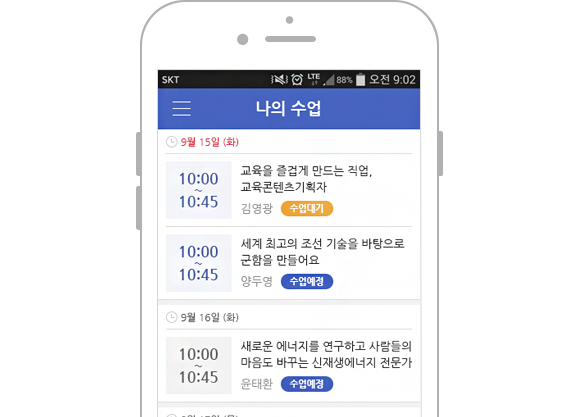 SKT LTE 88% 오전 9:02
나의 수업
9월 15일 (화)
10:00
~
10:45
교육을 즐겁게 만드는 직업,
교육콘텐츠기획자
김영광 수업대기
10:00
~
10:45
세계 최고의 조선 기술을 바탕으로
군함을 만들어요
양두영 수업예정
9월 16일 (화)
10:00
~
10:45
새로운 에너지를 연구하고 사람들의
마음도 바꾸는 신재생에너지 전문가
윤태환 수업예정